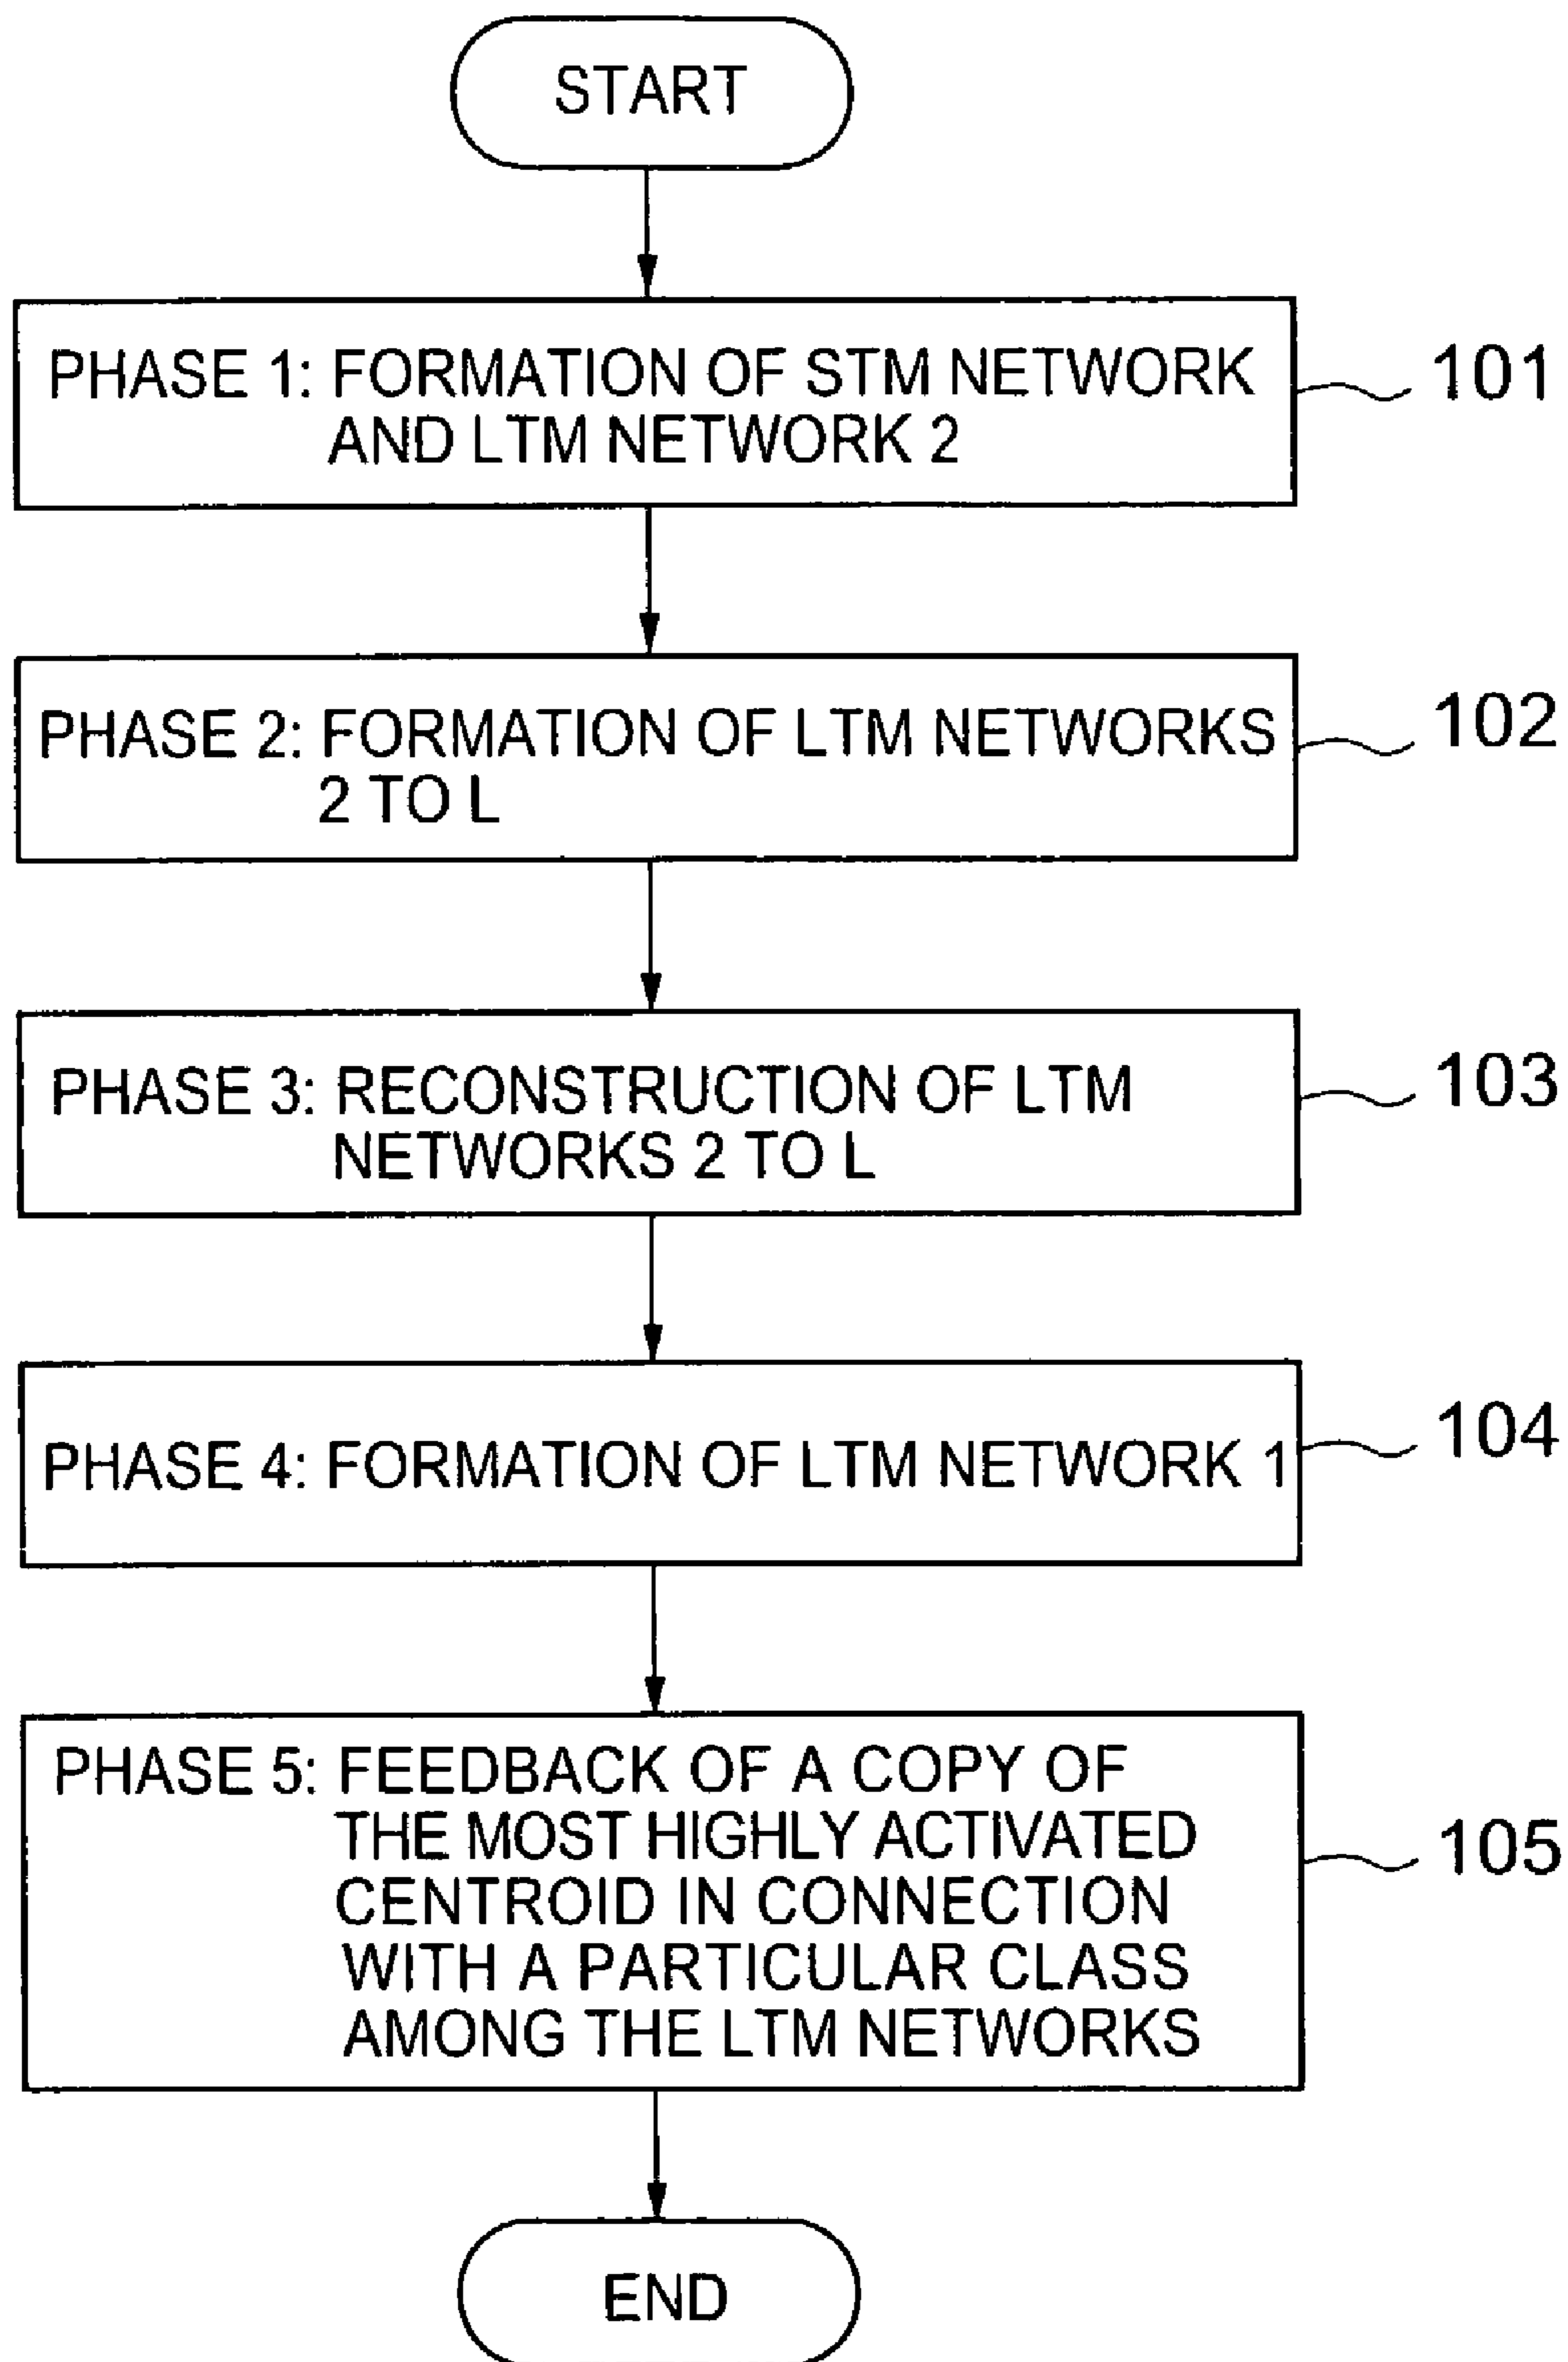 START
PHASE 1: FORMATION OF STM NETWORK
AND LTM NETWORK 2
101
PHASE 2: FORMATION OF LTM NETWORKS
2 TO L
102
PHASE 3: RECONSTRUCTION OF LTM
NETWORKS 2 TO L
103
PHASE 4: FORMATION OF LTM NETWORK 1
104
PHASE 5: FEEDBACK OF A COPY OF
THE MOST HIGHLY ACTIVATED
CENTROID IN CONNECTION
WITH A PARTICULAR CLASS
AMONG THE LTM NETWORKS
105
END